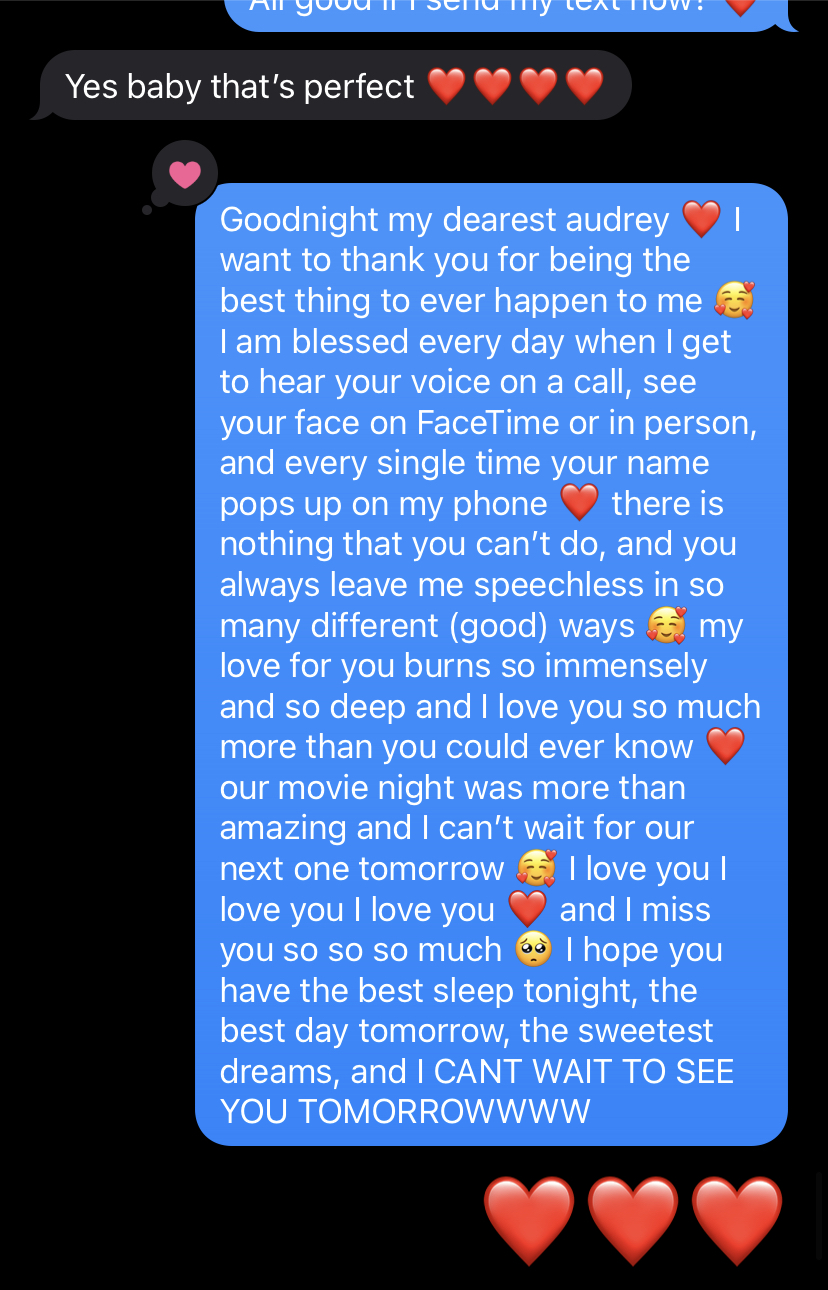 All good if I send my text now? ❤️
Yes baby that’s perfect ❤️❤️❤️❤️
Goodnight my dearest audrey ❤️ I
want to thank you for being the
best thing to ever happen to me 🥰
I am blessed every day when I get
to hear your voice on a call, see
your face on FaceTime or in person,
and every single time your name
pops up on my phone ❤️ there is
nothing that you can’t do, and you
always leave me speechless in so
many different (good) ways 🥰 my
love for you burns so immensely
and so deep and I love you so much
more than you could ever know ❤️
our movie night was more than
amazing and I can’t wait for our
next one tomorrow 🥰 I love you I
love you I love you ❤️ and I miss
you so so so much 🥺 I hope you
have the best sleep tonight, the
best day tomorrow, the sweetest
dreams, and I CANT WAIT TO SEE
YOU TOMORROWWWW
❤️❤️❤️